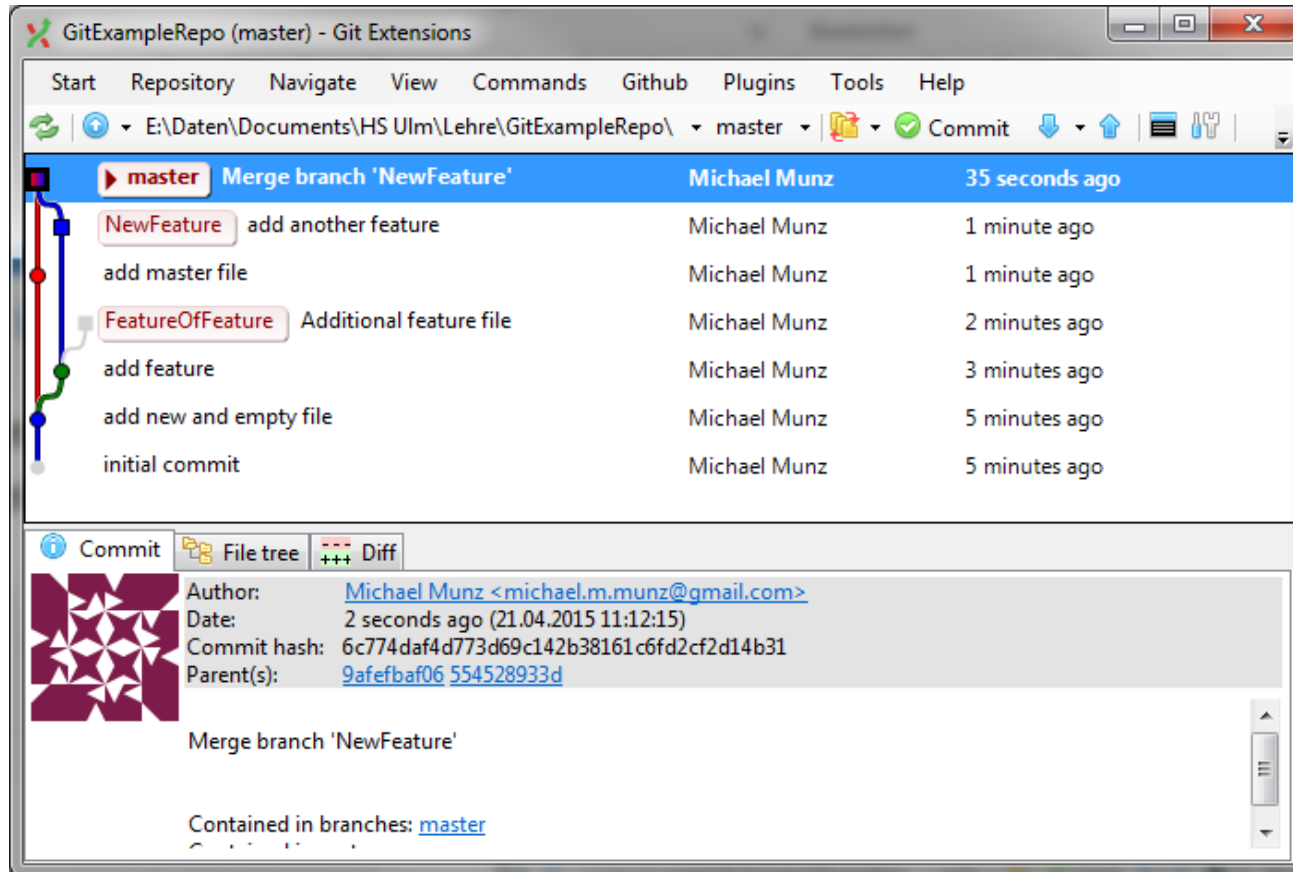 GitExampleRepo (master) - Git Extensions
Start Repository Navigate View Commands Github Plugins Tools Help
E:\Daten\Documents\HS Ulm\Lehre\GitExampleRepo\ master Commit
master Merge branch 'NewFeature' Michael Munz 35 seconds ago
NewFeature add another feature Michael Munz 1 minute ago
add master file Michael Munz 1 minute ago
FeatureOfFeature Additional feature file Michael Munz 2 minutes ago
add feature Michael Munz 3 minutes ago
add new and empty file Michael Munz 5 minutes ago
initial commit Michael Munz 5 minutes ago
Commit File tree Diff
Author: Michael Munz <michael.m.munz@gmail.com>
Date: 2 seconds ago (21.04.2015 11:12:15)
Commit hash: 6c774daf4d773d69c142b38161c6fd2cf2d14b31
Parent(s): 9afefbaf06 554528933d
Merge branch 'NewFeature'
Contained in branches: master